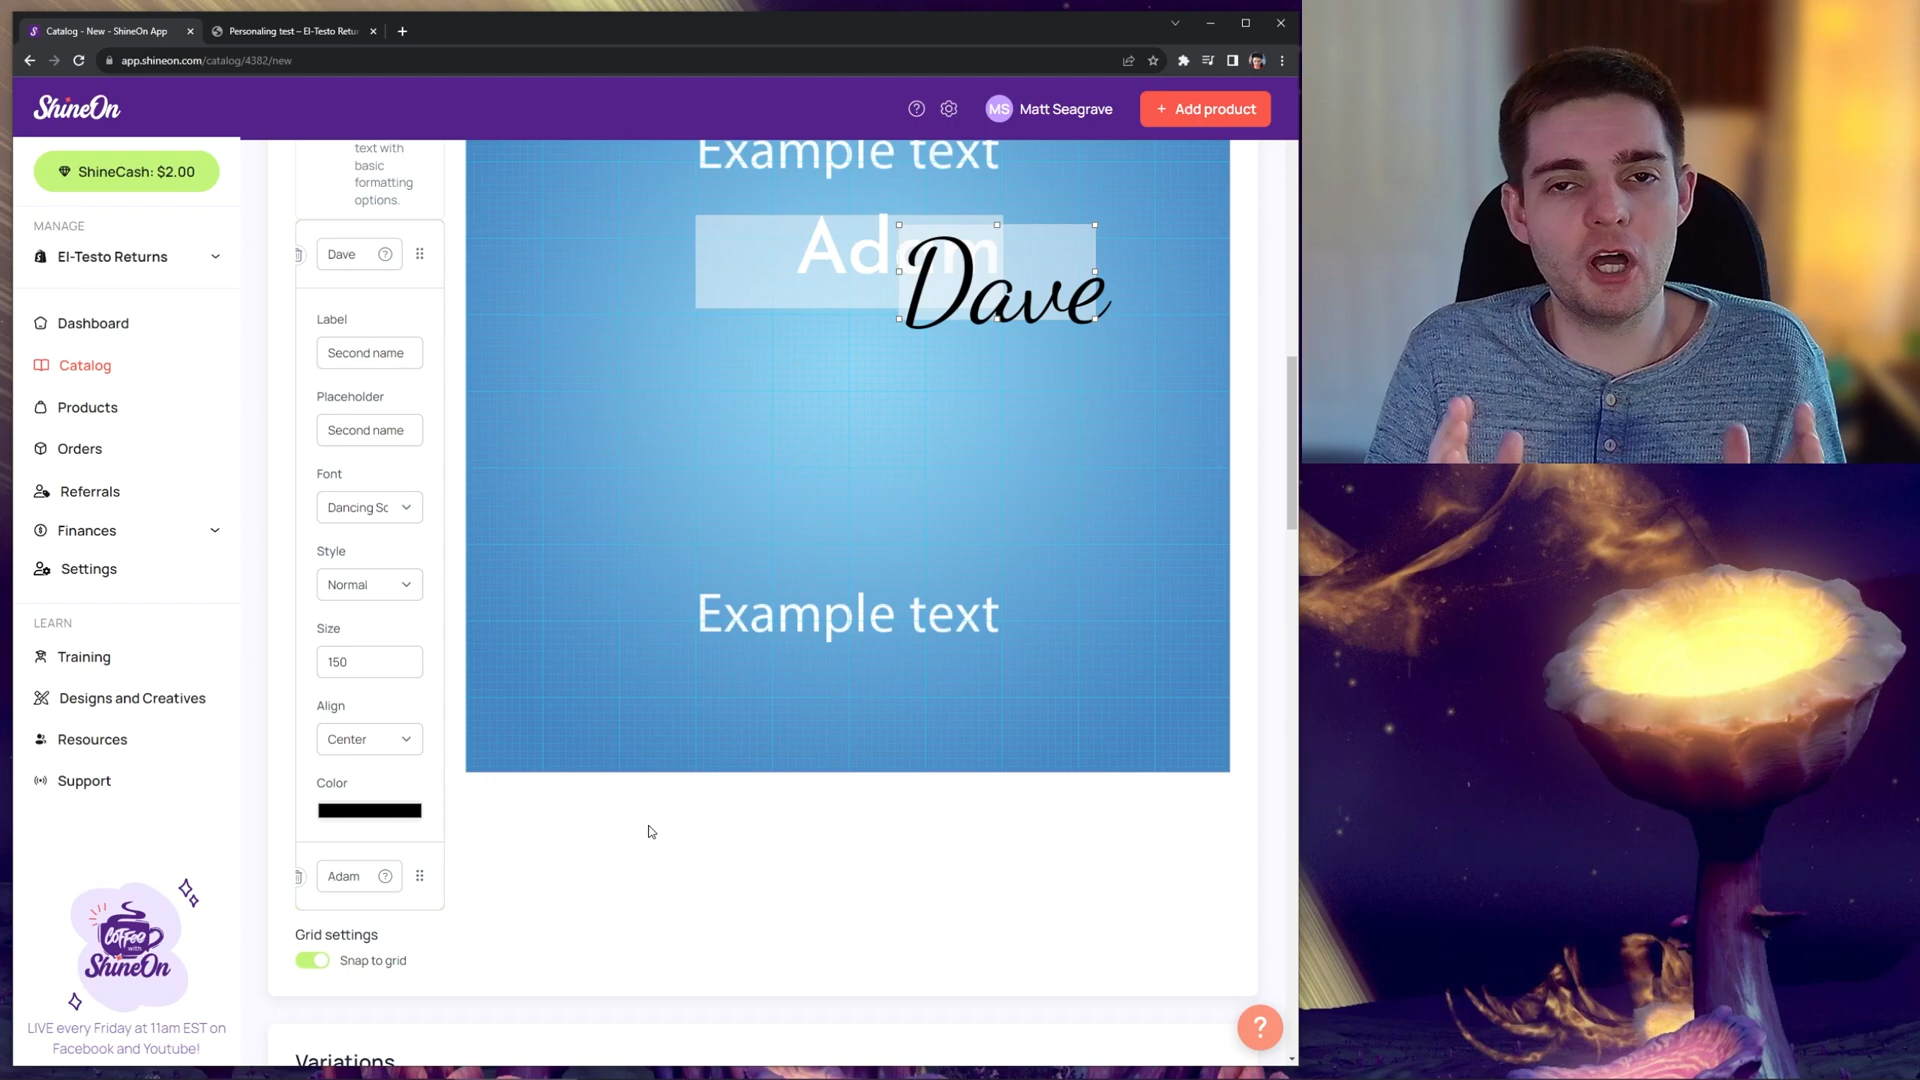 Catalog - New - ShineOn App
Personaling test – El-Testo Retur
app.shineon.com/catalog/4382/new
ShineOn
MS Matt Seagrave
+ Add product
ShineCash: $2.00
MANAGE
El-Testo Returns
Dashboard
Catalog
Products
Orders
Referrals
Finances
Settings
LEARN
Training
Designs and Creatives
Resources
Support
COFFEE
with
ShineOn
LIVE every Friday at 11am EST on
Facebook and Youtube!
text with
basic
formatting
options.
Dave
Label
Second name
Placeholder
Second name
Font
Dancing Sc
Style
Normal
Size
150
Align
Center
Color
Adam
Grid settings
Snap to grid
Variations
Example text
Adam
Dave
Example text
?